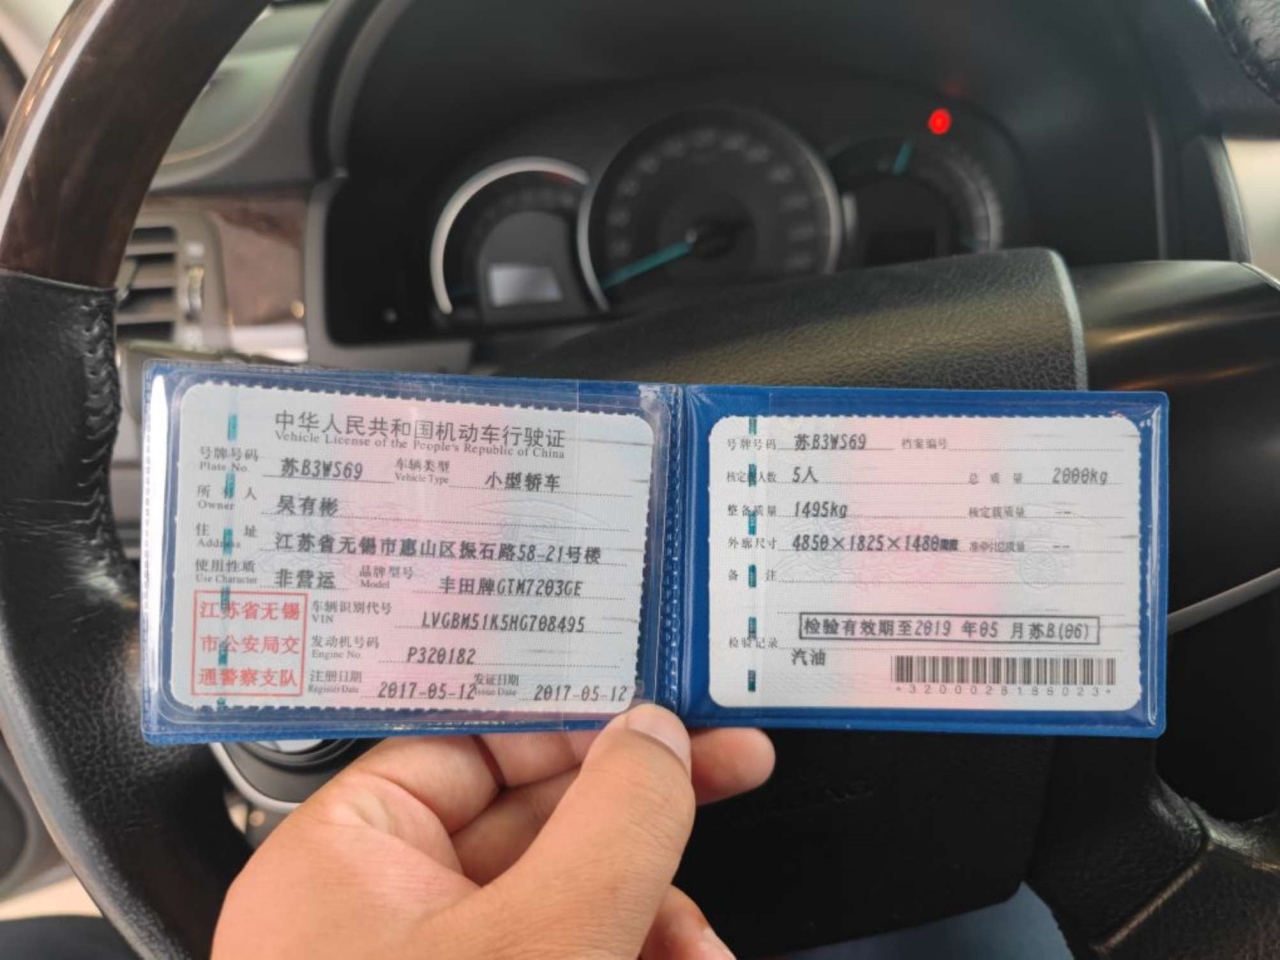 中华人民共和国机动车行驶证
Vehicle License of the People's Republic of China
号牌号码 苏B3WS69 车辆类型 小型轿车
Plate No. Vehicle Type
所有人 吴有彬
Owner
住址 江苏省无锡市惠山区振石路58-21号楼
Address
使用性质 非营运 品牌型号 丰田牌GTM7203GE
Use Character Model
江苏省无锡
市公安局交
通警察支队
车辆识别代号 LVGBM51K5HG708495
VIN
发动机号码 P320182
Engine No.
注册日期 2017-05-12 发证日期 2017-05-12
Register Date Issue Date
号牌号码 苏B3WS69 档案编号
核定载人数 5人 总质量 2000kg
整备质量 1495kg 核定载质量 --
外廓尺寸 4850×1825×1480mm 准牵引总质量 --
备注
检验记录 检验有效期至2019 年05 月苏B(06)
汽油
*3200028186023*